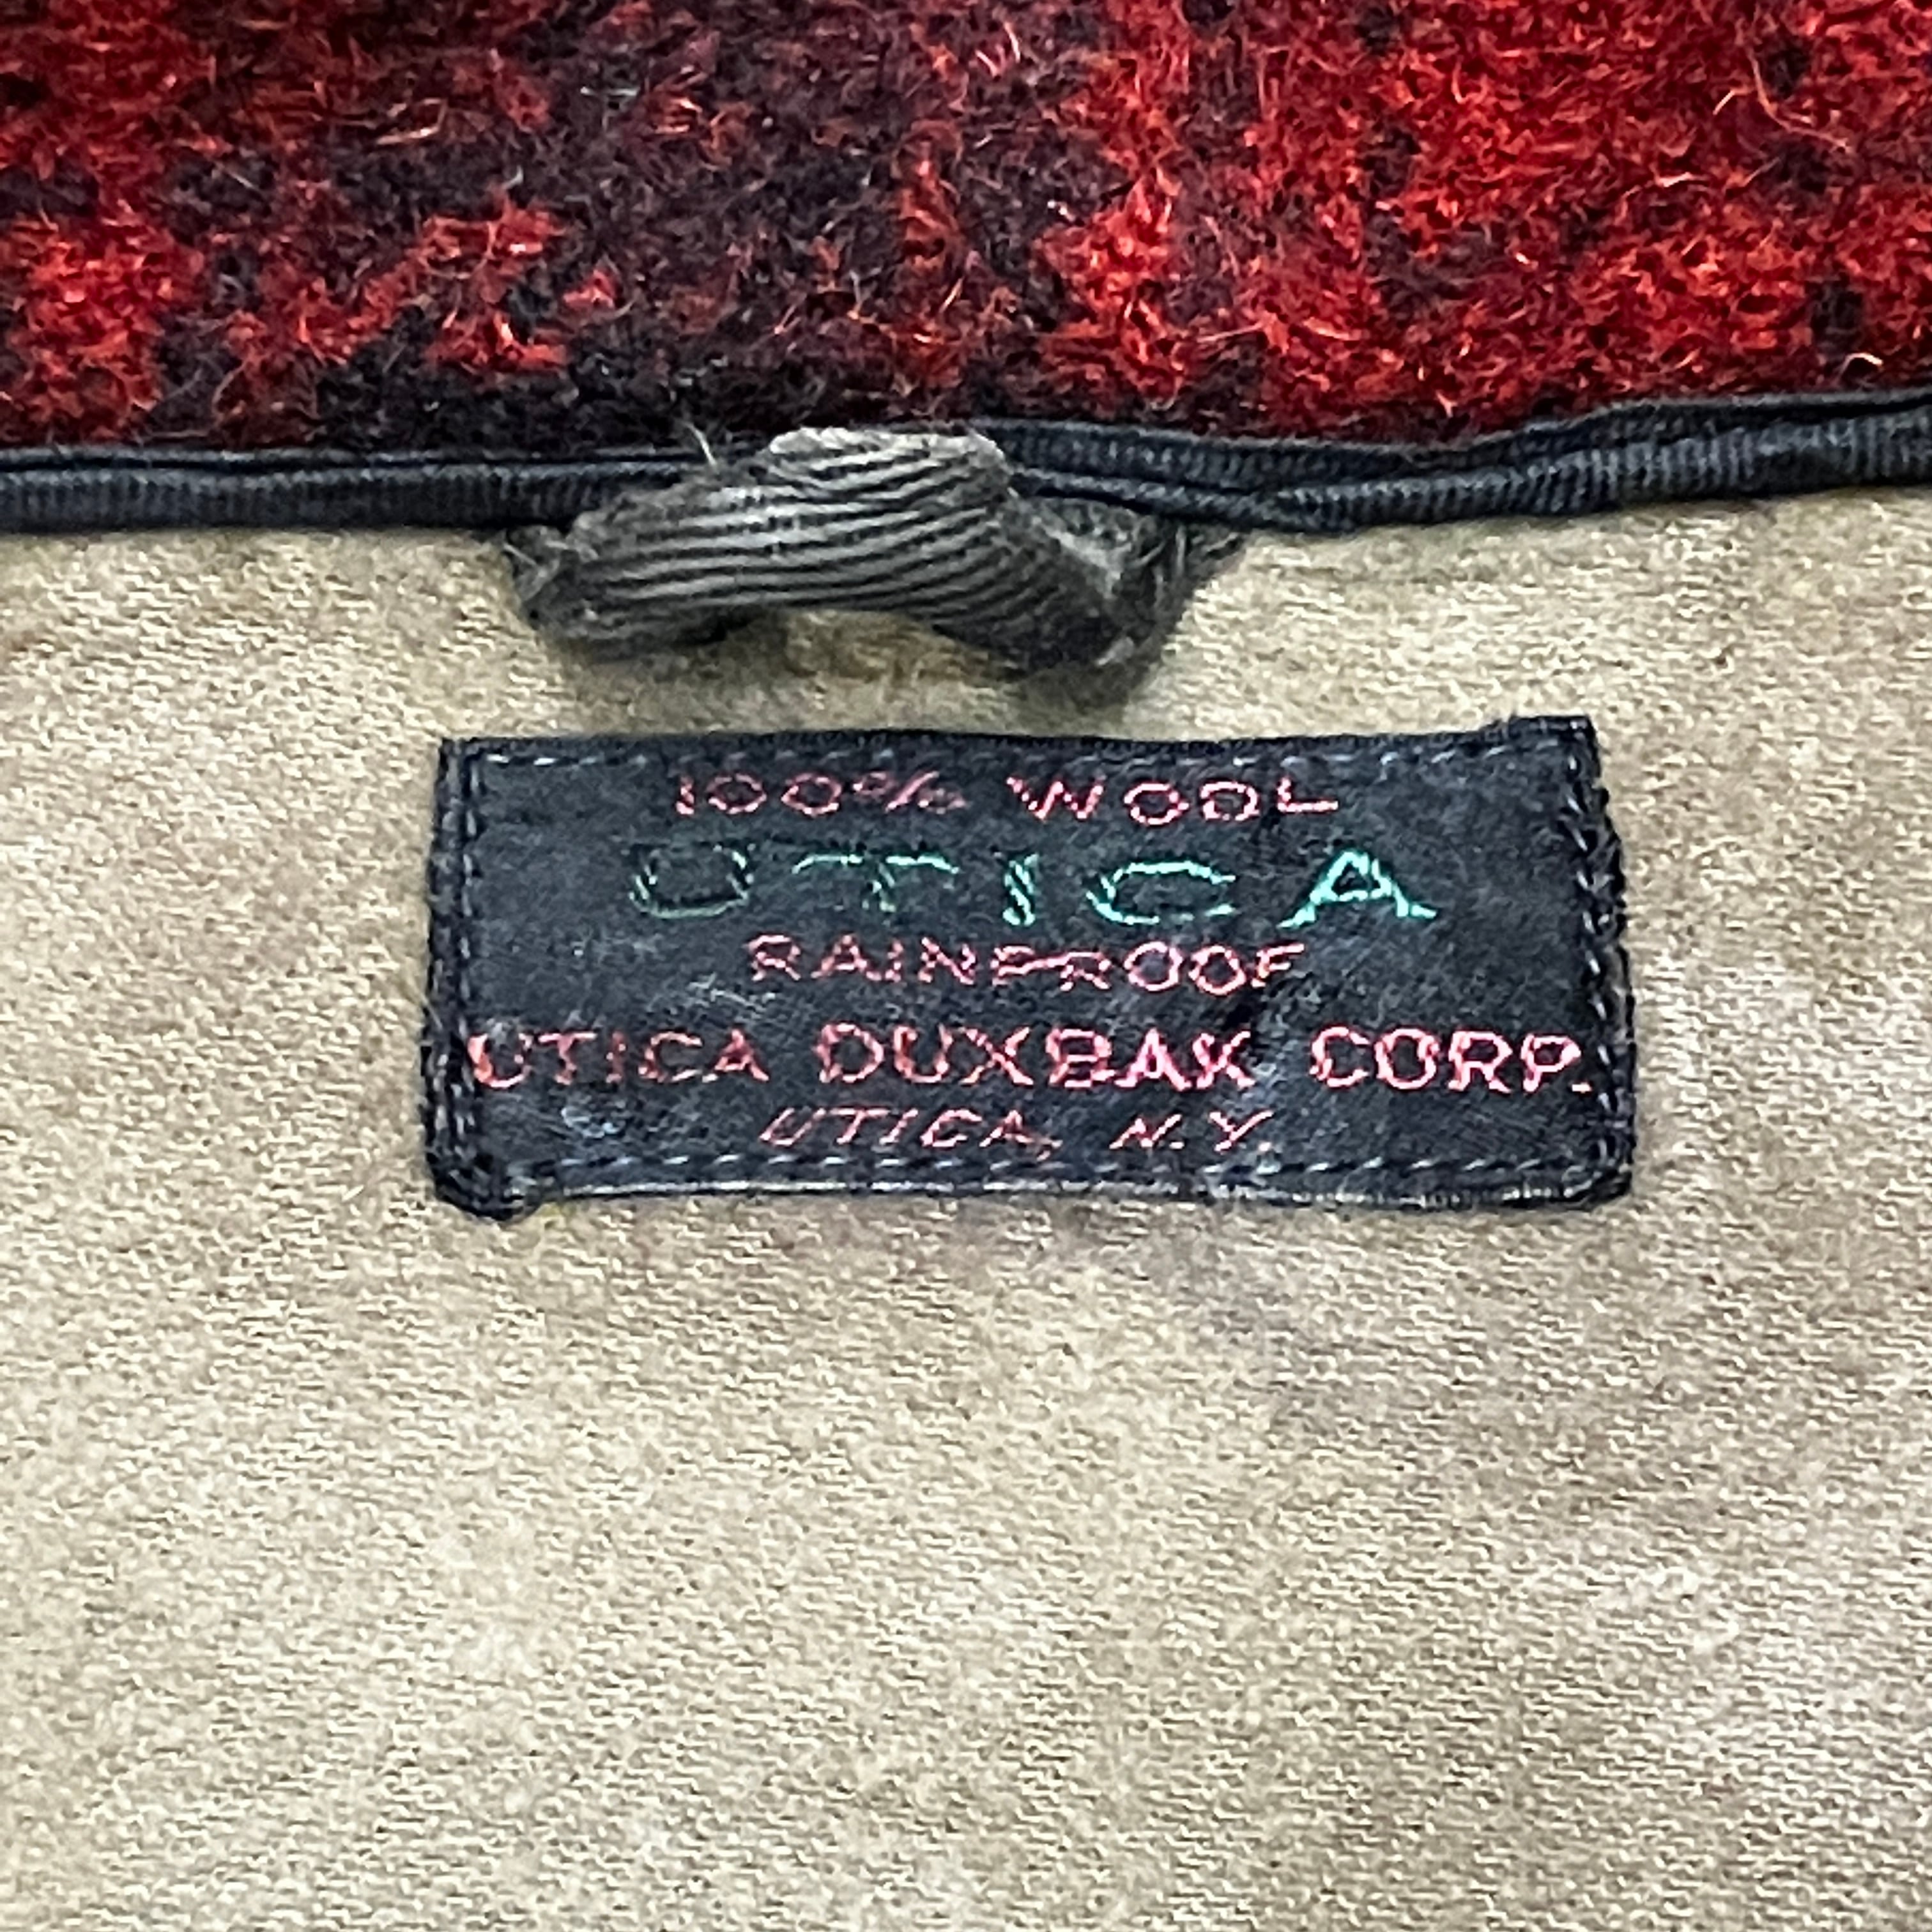 100% WOOL
UTICA
RAINPROOF
UTICA DUXBAK CORP.
UTICA, N.Y.